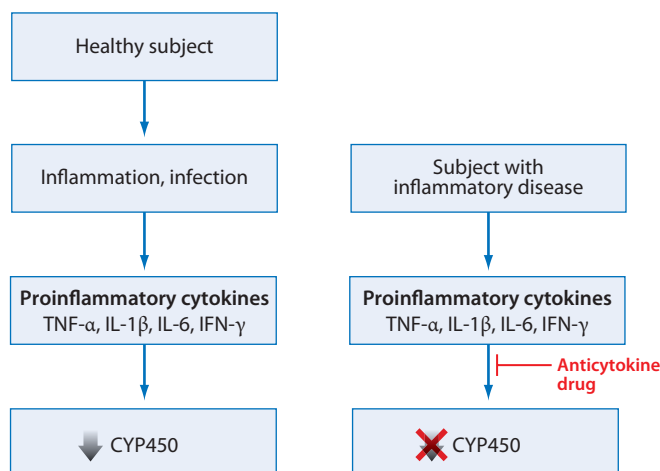 Healthy subject
Inflammation, infection
Proinflammatory cytokines
TNF-α, IL-1β, IL-6, IFN-γ
CYP450
Subject with
inflammatory disease
Proinflammatory cytokines
TNF-α, IL-1β, IL-6, IFN-γ
Anticytokine
drug
CYP450